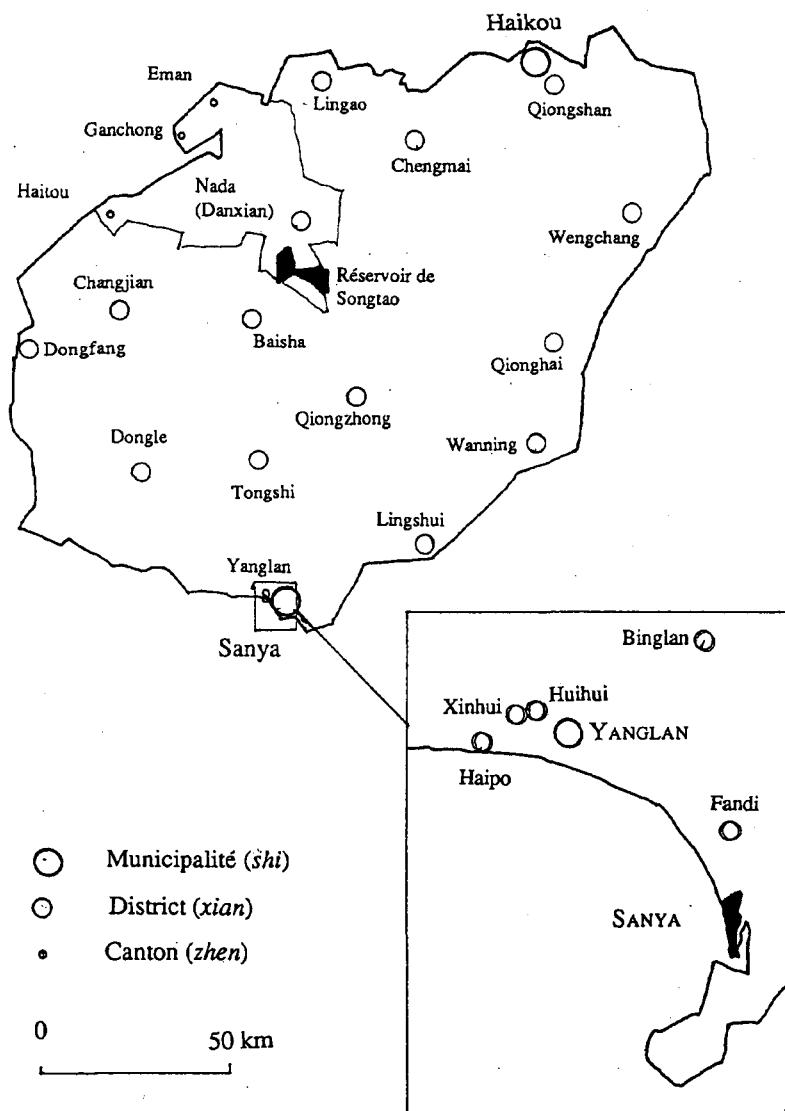 Haikou
Eman
Lingao
Qiongshan
Ganchong
Chengmai
Haitou
Nada
(Danxian)
Wengchang
Changjian
Réservoir de
Songtao
Dongfang
Baisha
Qionghai
Qiongzhong
Dongle
Wanning
Tongshi
Lingshui
Yanglan
Sanya
Binglan
Xinhui
Huihui
YANGLAN
Haipo
Fandi
SANYA
Municipalité (shi)
District (xian)
Canton (zhen)
0
50 km